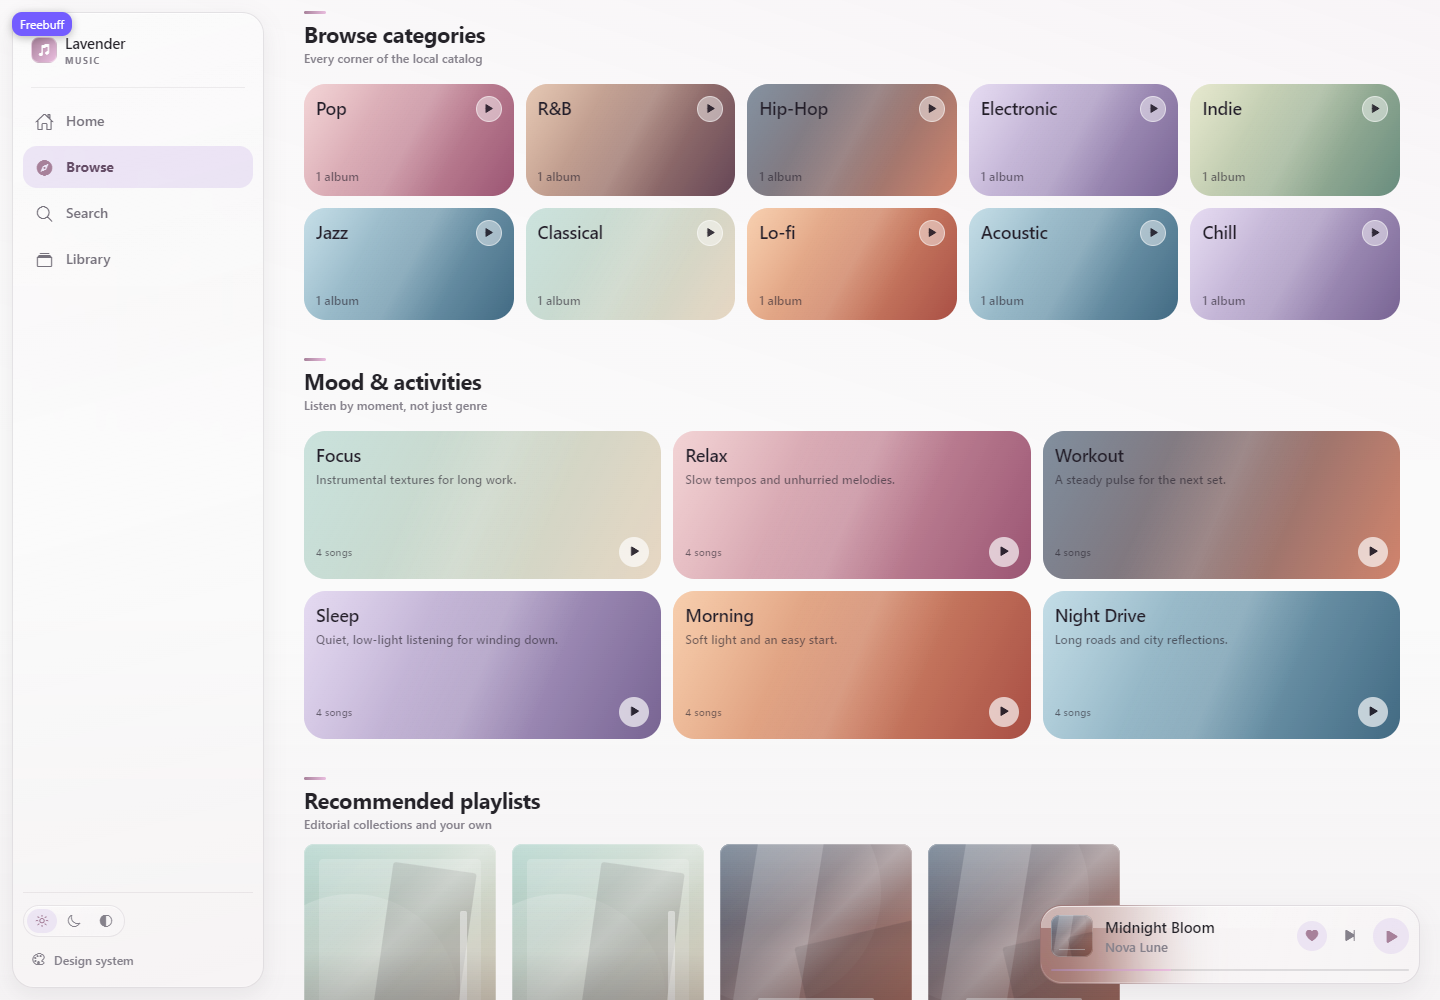 Freebuff
Lavender
MUSIC
Home
Browse
Search
Library
Design system
Browse categories
Every corner of the local catalog
Pop
1 album
R&B
1 album
Hip-Hop
1 album
Electronic
1 album
Indie
1 album
Jazz
1 album
Classical
1 album
Lo-fi
1 album
Acoustic
1 album
Chill
1 album
Mood & activities
Listen by moment, not just genre
Focus
Instrumental textures for long work.
4 songs
Relax
Slow tempos and unhurried melodies.
4 songs
Workout
A steady pulse for the next set.
4 songs
Sleep
Quiet, low-light listening for winding down.
4 songs
Morning
Soft light and an easy start.
4 songs
Night Drive
Long roads and city reflections.
4 songs
Recommended playlists
Editorial collections and your own
Midnight Bloom
Nova Lune